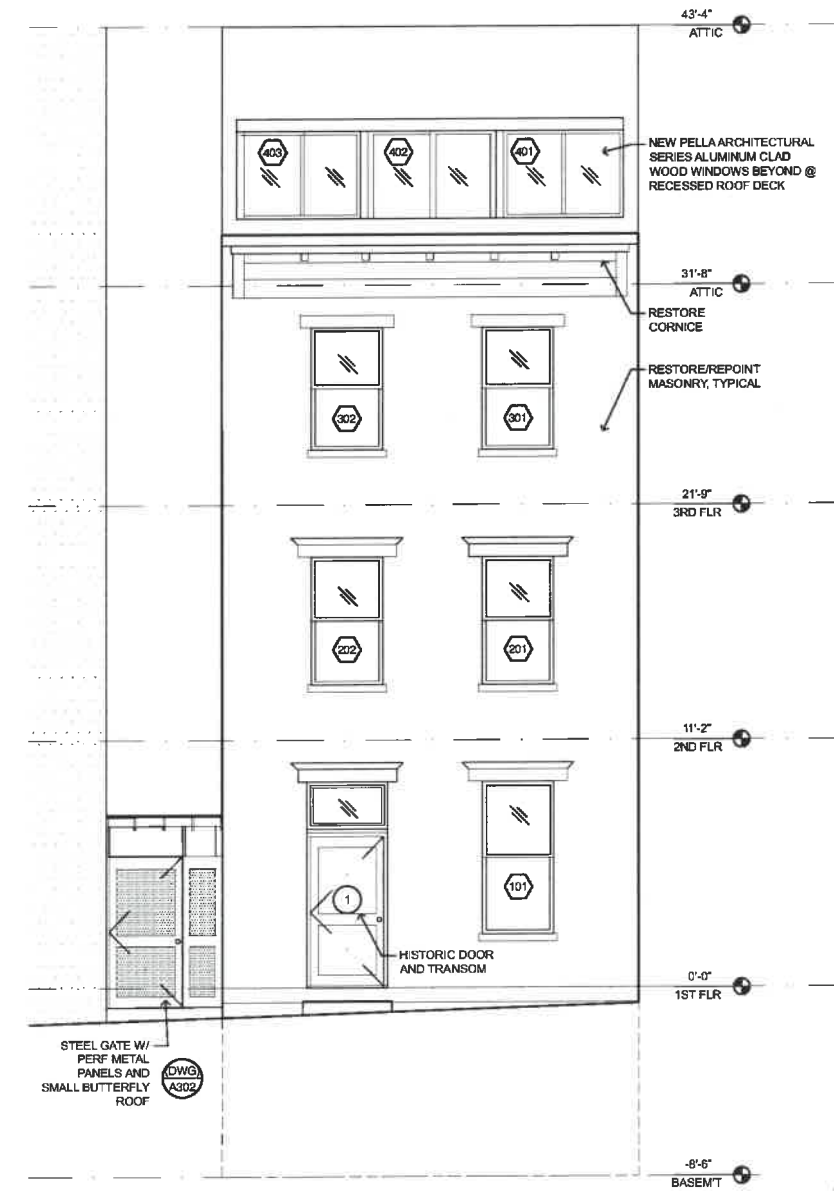 43'-4"
ATTIC
403
402
401
NEW PELLA ARCHITECTURAL
SERIES ALUMINUM CLAD
WOOD WINDOWS BEYOND @
RECESSED ROOF DECK
31'-8"
ATTIC
RESTORE
CORNICE
RESTORE/REPOINT
MASONRY, TYPICAL
302
301
21'-9"
3RD FLR
202
201
11'-2"
2ND FLR
101
1
HISTORIC DOOR
AND TRANSOM
0'-0"
1ST FLR
STEEL GATE W/
PERF METAL
PANELS AND
SMALL BUTTERFLY
ROOF
DWG
A302
-8'-6"
BASEM'T